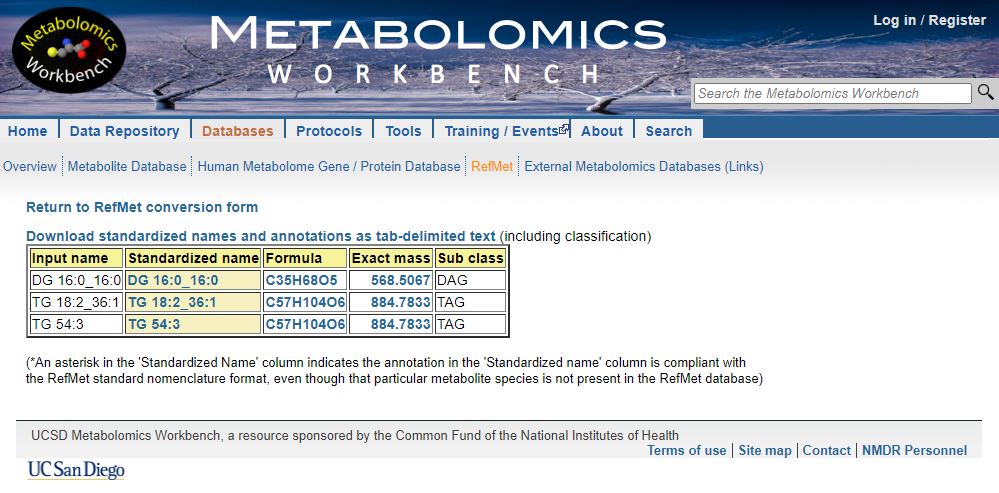 Metabolomics
Workbench
METABOLOMICS
WORKBENCH
Log in / Register
Search the Metabolomics Workbench
Home Data Repository Databases Protocols Tools Training / Events About Search
Overview Metabolite Database Human Metabolome Gene / Protein Database RefMet External Metabolomics Databases (Links)
Return to RefMet conversion form
Download standardized names and annotations as tab-delimited text (including classification)
Input name Standardized name Formula Exact mass Sub class
DG 16:0_16:0 DG 16:0_16:0 C35H68O5 568.5067 DAG
TG 18:2_36:1 TG 18:2_36:1 C57H104O6 884.7833 TAG
TG 54:3 TG 54:3 C57H104O6 884.7833 TAG
(*An asterisk in the 'Standardized Name' column indicates the annotation in the 'Standardized name' column is compliant with
the RefMet standard nomenclature format, even though that particular metabolite species is not present in the RefMet database)
UCSD Metabolomics Workbench, a resource sponsored by the Common Fund of the National Institutes of Health
Terms of use | Site map | Contact | NMDR Personnel
UC San Diego